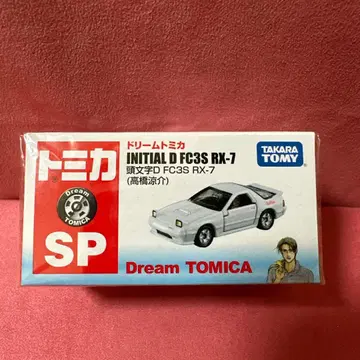 トミカ
Dream
TOMICA
SP
ドリームトミカ
INITIAL D FC3S RX-7
頭文字D FC3S RX-7
(高橋涼介)
TAKARA
TOMY
Dream TOMICA